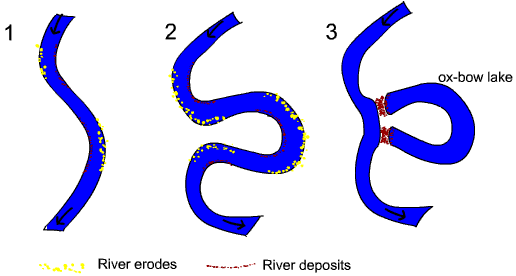 1
2
3
ox-bow lake
River erodes
River deposits